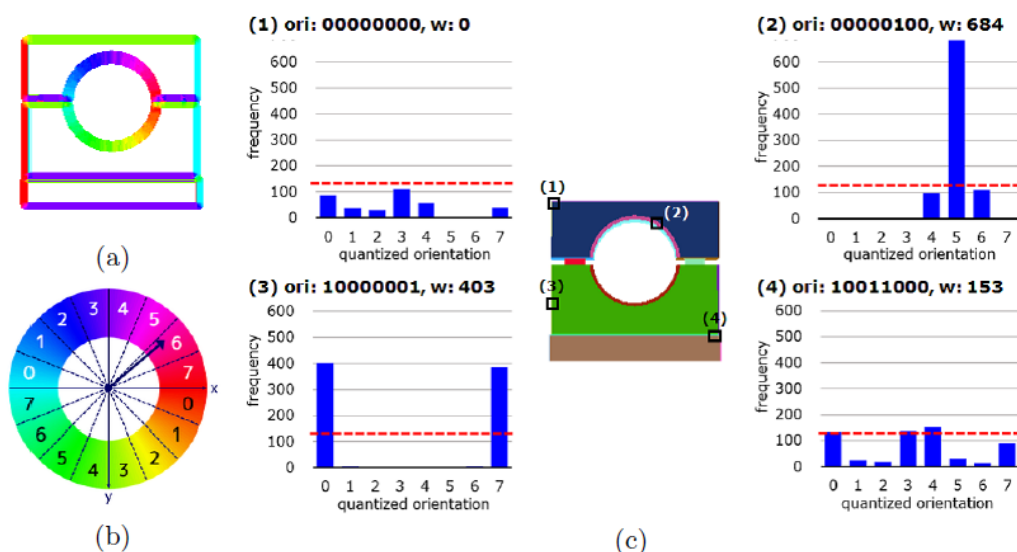 (1) ori: 00000000, w: 0
600
500
400
300
200
100
0
frequency
0 1 2 3 4 5 6 7
quantized orientation
(2) ori: 00000100, w: 684
600
500
400
300
200
100
0
frequency
0 1 2 3 4 5 6 7
quantized orientation
(a)
(1)
(2)
(3)
(4)
(3) ori: 10000001, w: 403
600
500
400
300
200
100
0
frequency
0 1 2 3 4 5 6 7
quantized orientation
(4) ori: 10011000, w: 153
600
500
400
300
200
100
0
frequency
0 1 2 3 4 5 6 7
quantized orientation
3 4
2 5
1 6
0 7
x
7 0
6 1
5 2
4 3
y
(b)
(c)